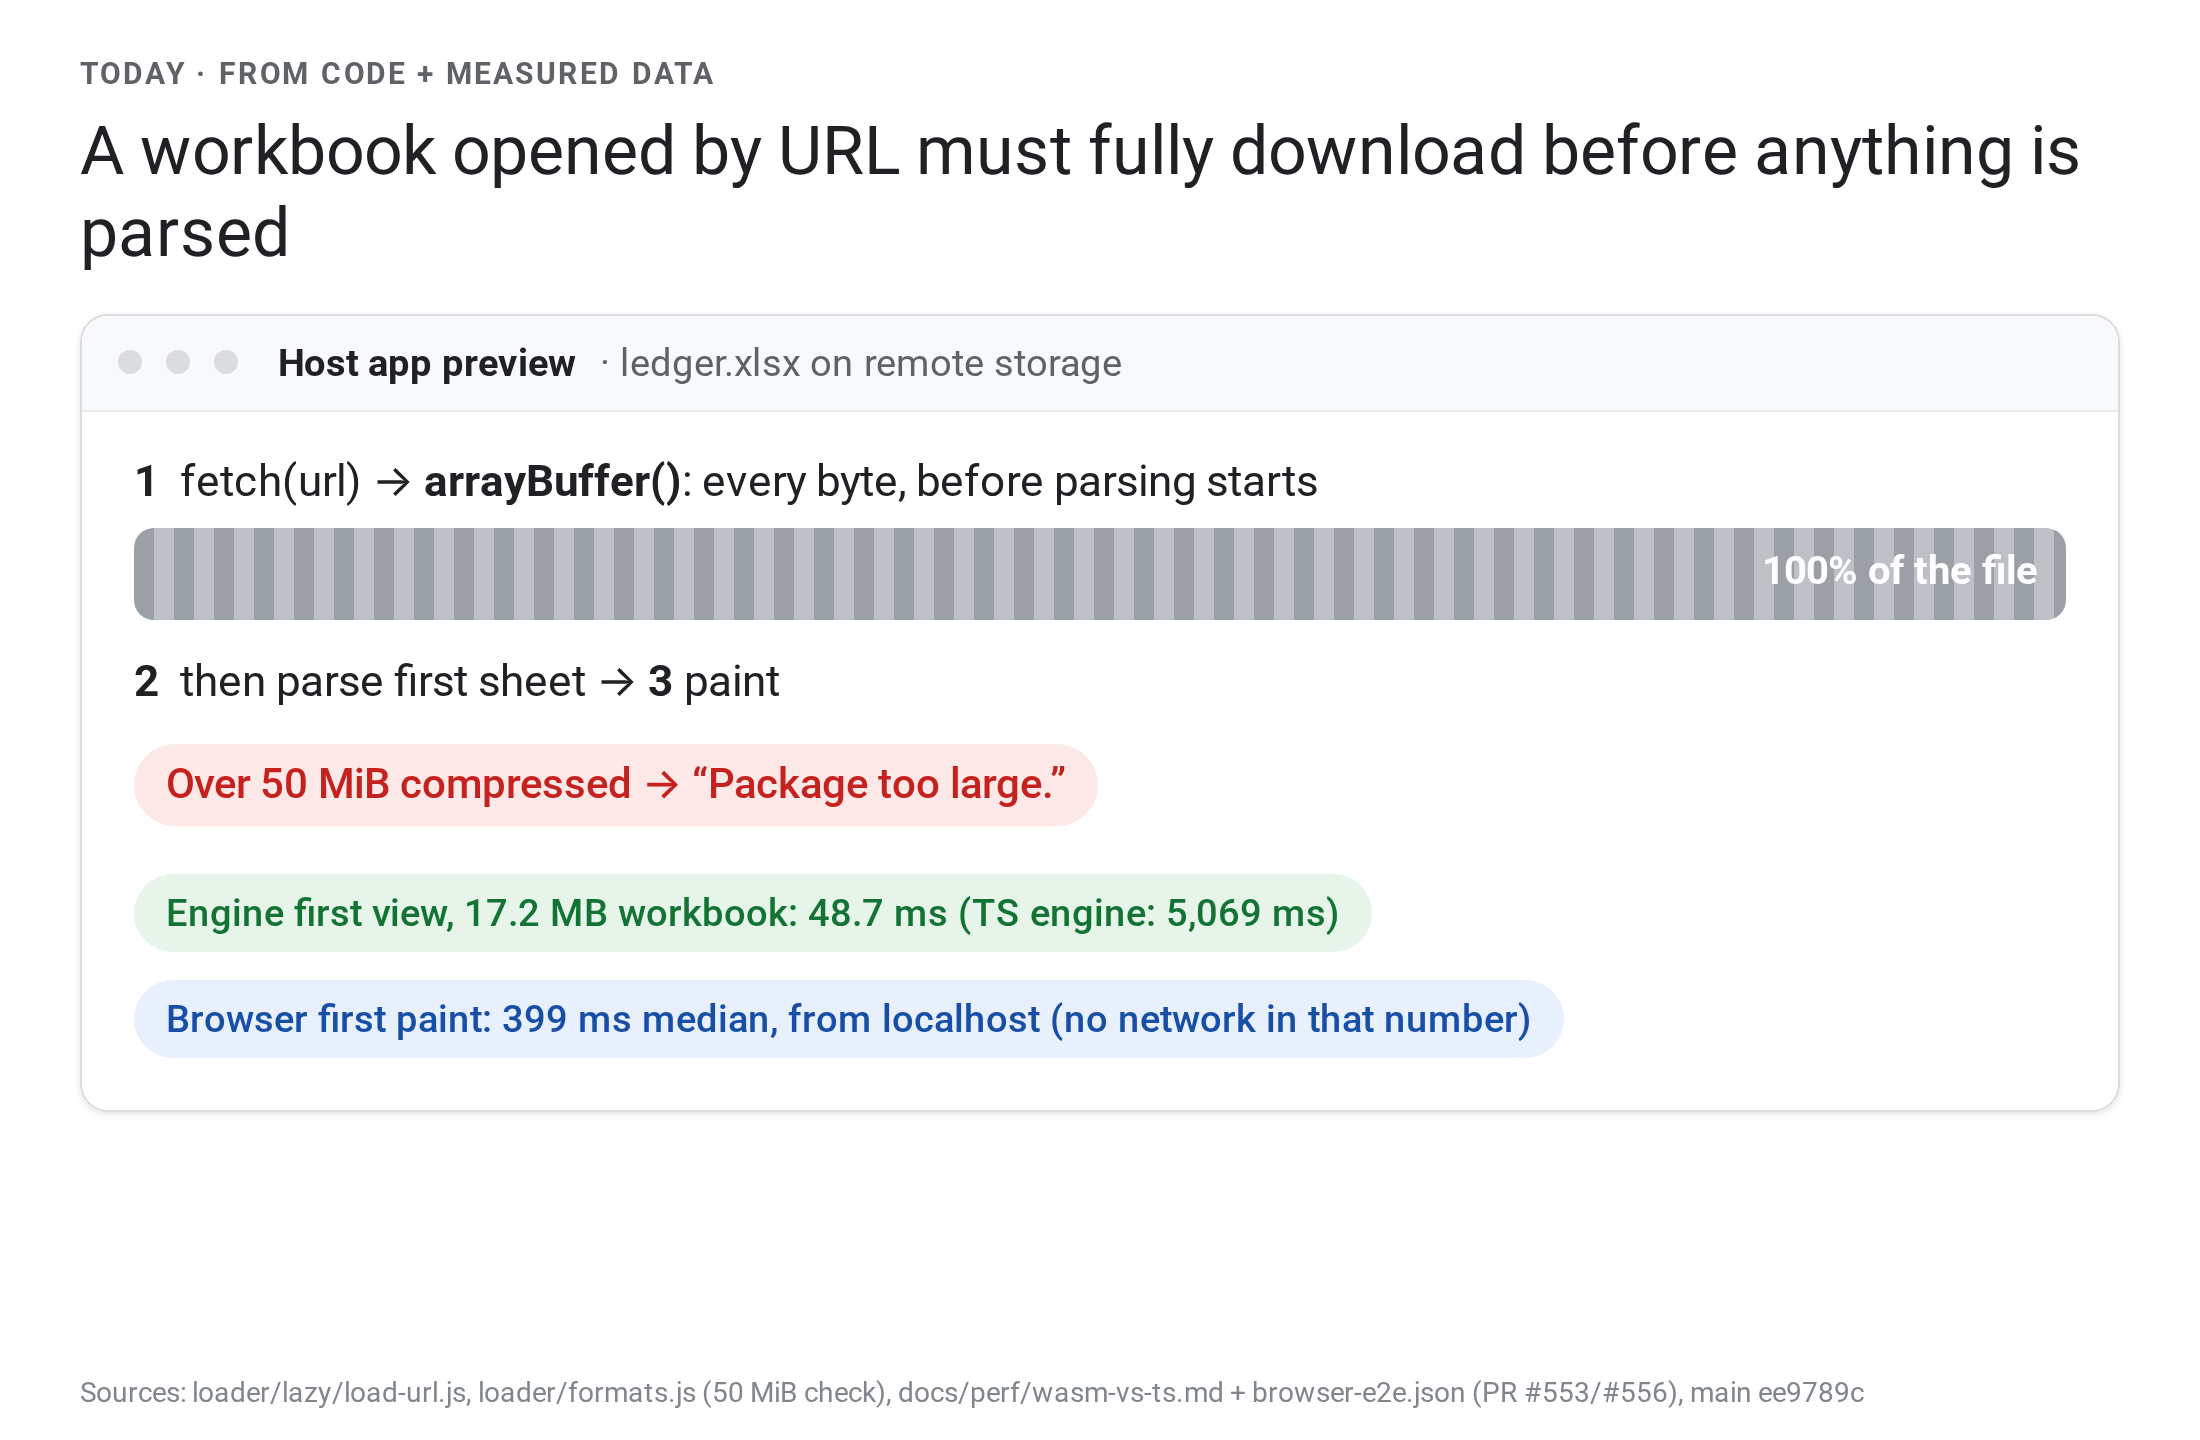 TODAY · FROM CODE + MEASURED DATA
A workbook opened by URL must fully download before anything is
parsed
Host app preview · ledger.xlsx on remote storage
1 fetch(url) → arrayBuffer(): every byte, before parsing starts
100% of the file
2 then parse first sheet → 3 paint
Over 50 MiB compressed → “Package too large.”
Engine first view, 17.2 MB workbook: 48.7 ms (TS engine: 5,069 ms)
Browser first paint: 399 ms median, from localhost (no network in that number)
Sources: loader/lazy/load-url.js, loader/formats.js (50 MiB check), docs/perf/wasm-vs-ts.md + browser-e2e.json (PR #553/#556), main ee9789c